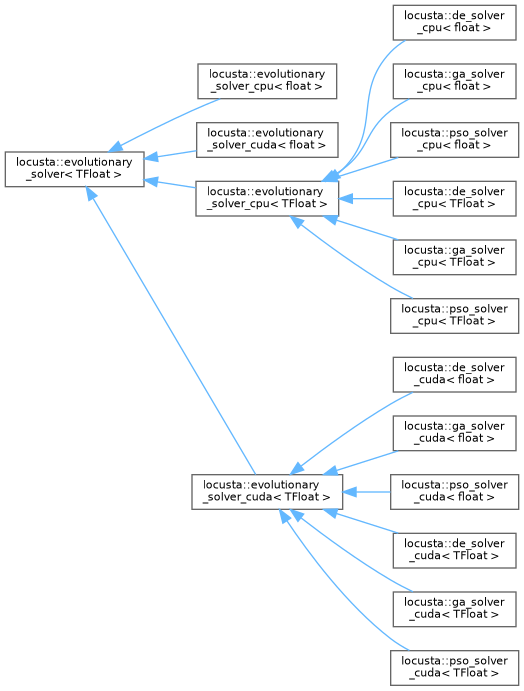 locusta::evolutionary
_solver< TFloat >
locusta::evolutionary
_solver_cpu< float >
locusta::evolutionary
_solver_cuda< float >
locusta::evolutionary
_solver_cpu< TFloat >
locusta::de_solver
_cpu< float >
locusta::ga_solver
_cpu< float >
locusta::pso_solver
_cpu< float >
locusta::de_solver
_cpu< TFloat >
locusta::ga_solver
_cpu< TFloat >
locusta::pso_solver
_cpu< TFloat >
locusta::evolutionary
_solver_cuda< TFloat >
locusta::de_solver
_cuda< float >
locusta::ga_solver
_cuda< float >
locusta::pso_solver
_cuda< float >
locusta::de_solver
_cuda< TFloat >
locusta::ga_solver
_cuda< TFloat >
locusta::pso_solver
_cuda< TFloat >